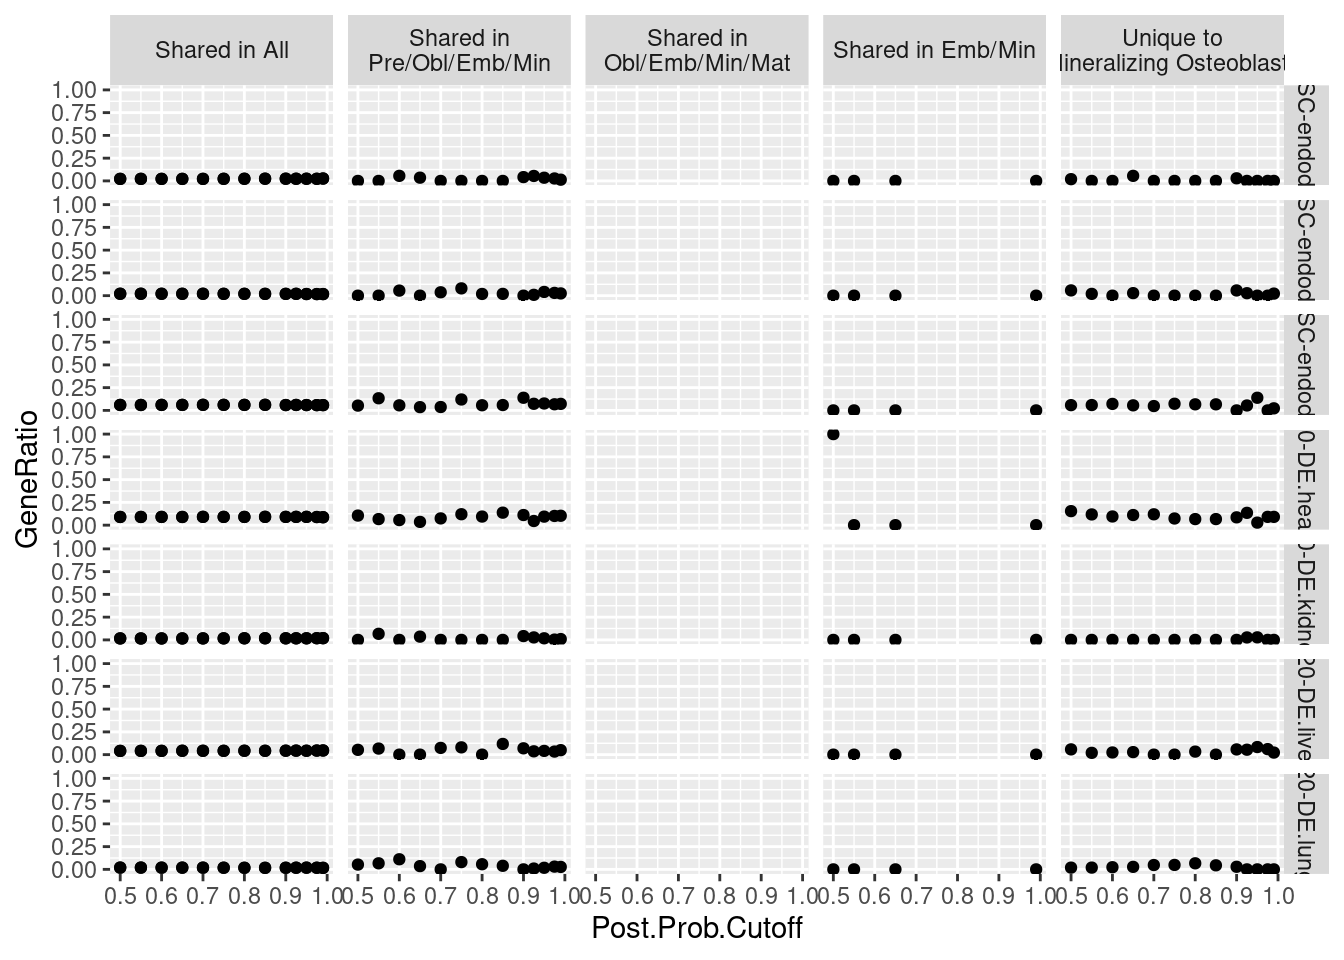 Shared in All
Shared in
Pre/Obl/Emb/Min
Shared in
Obl/Emb/Min/Mat
Shared in Emb/Min
Unique to
lineralizing Osteoblast
1.00
0.75
0.50
0.25
0.00
SC-endod
1.00
0.75
0.50
0.25
0.00
SC-endod
1.00
0.75
0.50
0.25
0.00
SC-endod
1.00
0.75
0.50
0.25
0.00
0-DE.hea
1.00
0.75
0.50
0.25
0.00
0-DE.kidn
1.00
0.75
0.50
0.25
0.00
20-DE.live
1.00
0.75
0.50
0.25
0.00
20-DE.lung
GeneRatio
0.5 0.6 0.7 0.8 0.9 1.0
0.5 0.6 0.7 0.8 0.9 1.0
0.5 0.6 0.7 0.8 0.9 1.0
0.5 0.6 0.7 0.8 0.9 1.0
0.5 0.6 0.7 0.8 0.9 1.0
Post.Prob.Cutoff